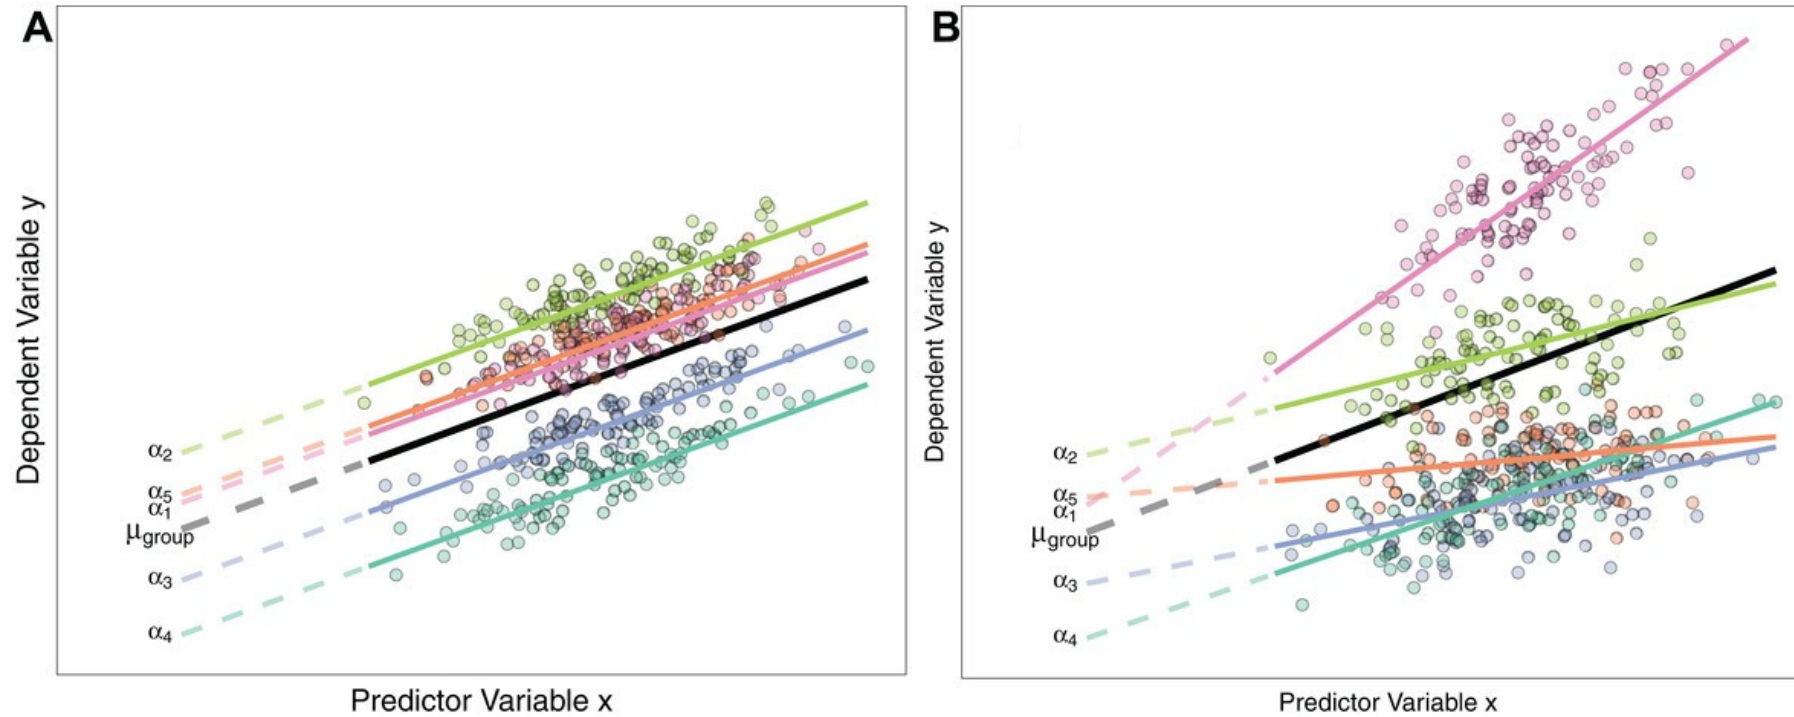 A
Dependent Variable y
α2
α5
α1
μgroup
α3
α4
Predictor Variable x
B
Dependent Variable y
α2
α5
α1
μgroup
α3
α4
Predictor Variable x